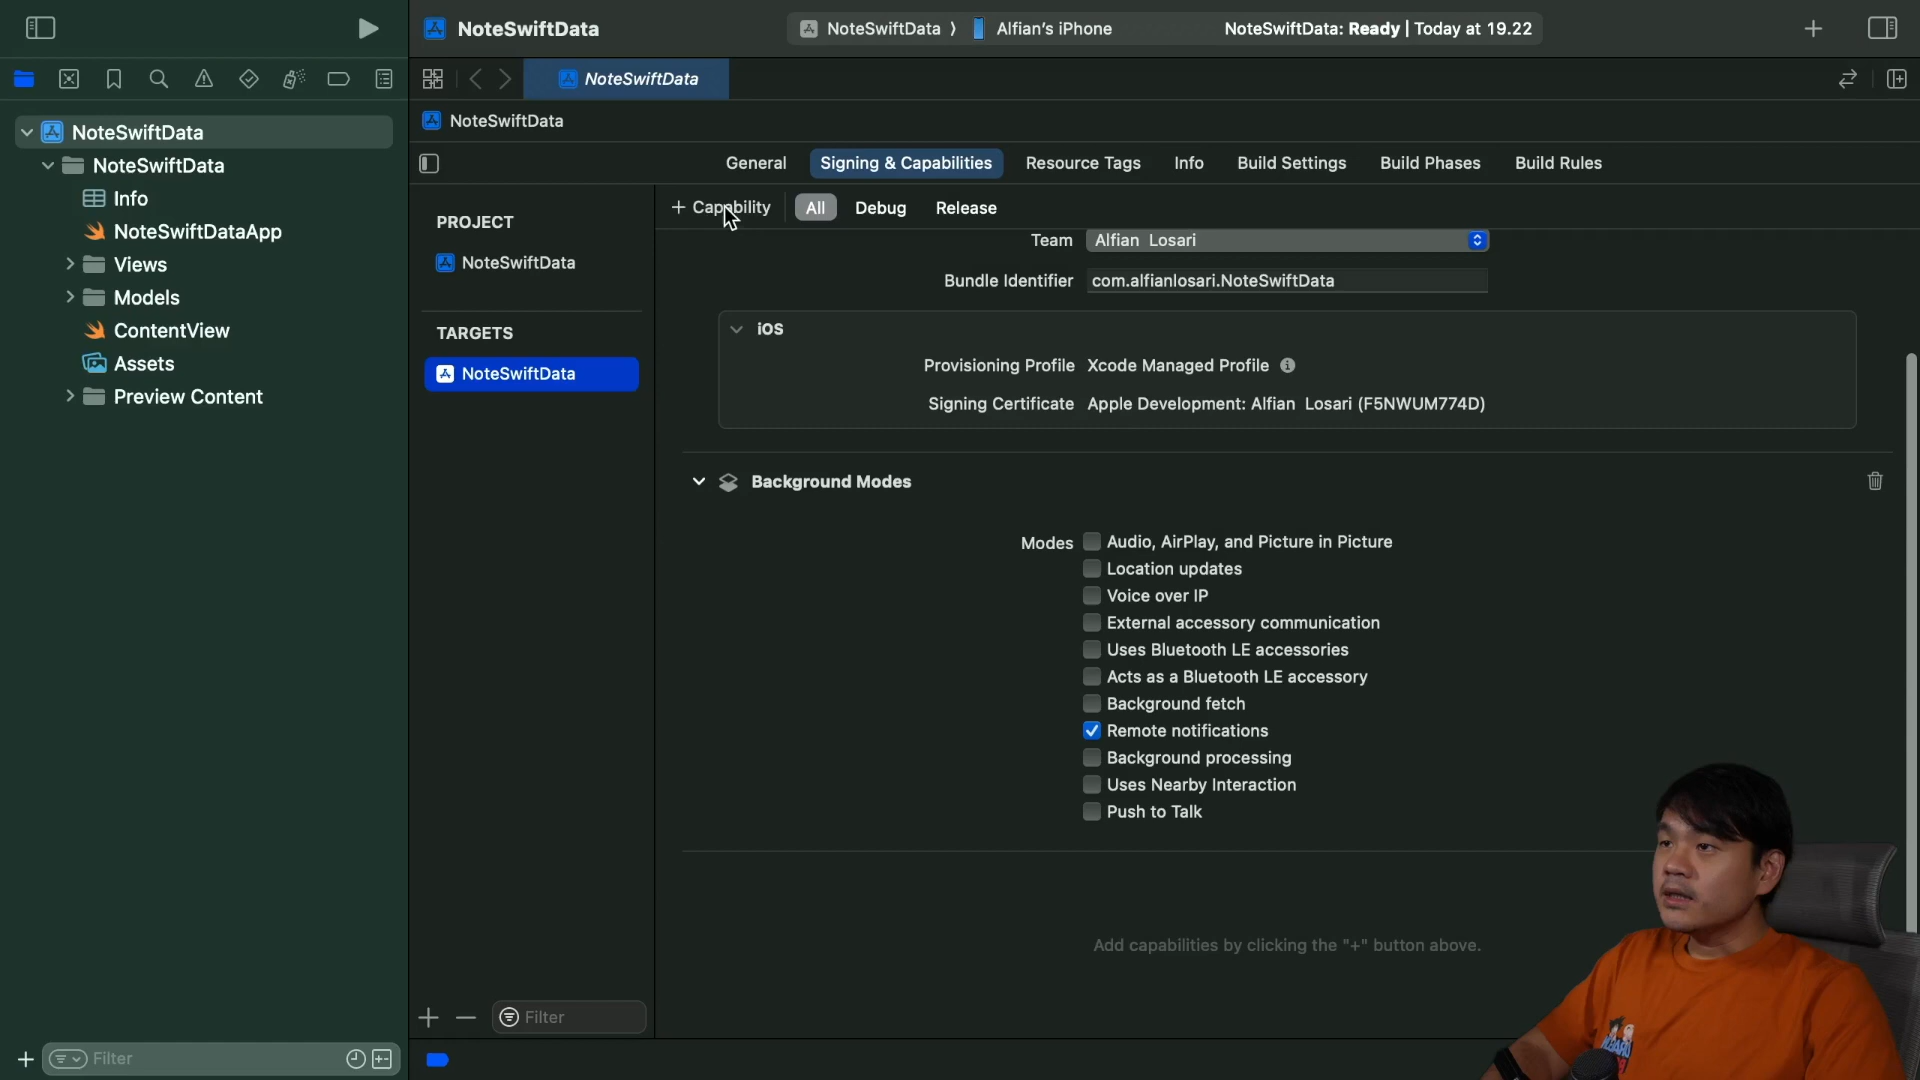 NoteSwiftData
NoteSwiftData ⟩ Alfian's iPhone
NoteSwiftData: Ready | Today at 19.22
NoteSwiftData
NoteSwiftData
NoteSwiftData
NoteSwiftData
Info
NoteSwiftDataApp
Views
Models
ContentView
Assets
Preview Content
Filter
General
Signing & Capabilities
Resource Tags
Info
Build Settings
Build Phases
Build Rules
PROJECT
NoteSwiftData
TARGETS
NoteSwiftData
Filter
+ Capability
All
Debug
Release
Team Alfian Losari
Bundle Identifier com.alfianlosari.NoteSwiftData
iOS
Provisioning Profile Xcode Managed Profile
Signing Certificate Apple Development: Alfian Losari (F5NWUM774D)
Background Modes
Modes Audio, AirPlay, and Picture in Picture
Location updates
Voice over IP
External accessory communication
Uses Bluetooth LE accessories
Acts as a Bluetooth LE accessory
Background fetch
Remote notifications
Background processing
Uses Nearby Interaction
Push to Talk
Add capabilities by clicking the "+" button above.